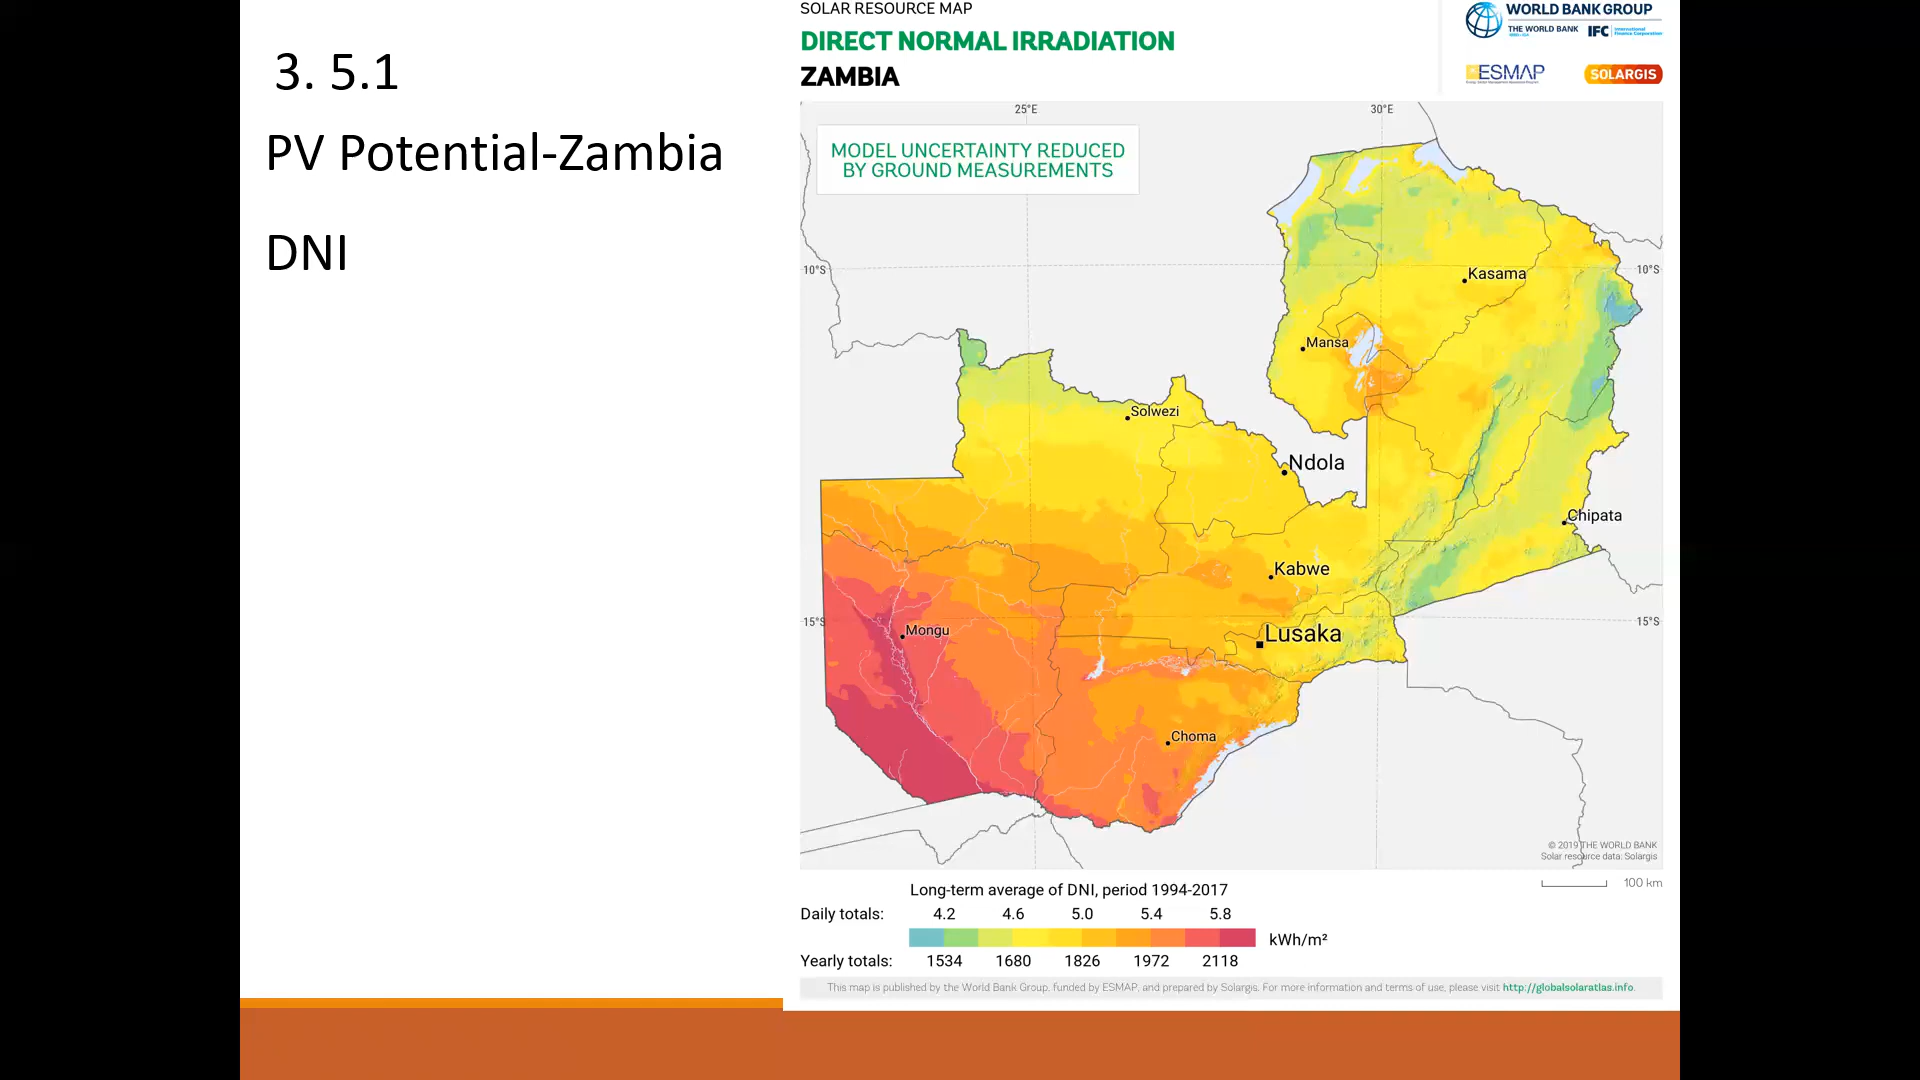 3. 5.1
PV Potential-Zambia
DNI
SOLAR RESOURCE MAP
DIRECT NORMAL IRRADIATION
ZAMBIA
WORLD BANK GROUP
THE WORLD BANK
IFC
International
Finance Corporation
ESMAP
SOLARGIS
25°E
30°E
MODEL UNCERTAINTY REDUCED
BY GROUND MEASUREMENTS
10°S
10°S
Kasama
Mansa
Solwezi
Ndola
Chipata
Kabwe
15°S
15°S
Mongu
Lusaka
Choma
© 2019 THE WORLD BANK
Solar resource data: Solargis
100 km
Long-term average of DNI, period 1994-2017
Daily totals: 4.2 4.6 5.0 5.4 5.8
kWh/m²
Yearly totals: 1534 1680 1826 1972 2118
This map is published by the World Bank Group, funded by ESMAP, and prepared by Solargis. For more information and terms of use, please visit http://globalsolaratlas.info.